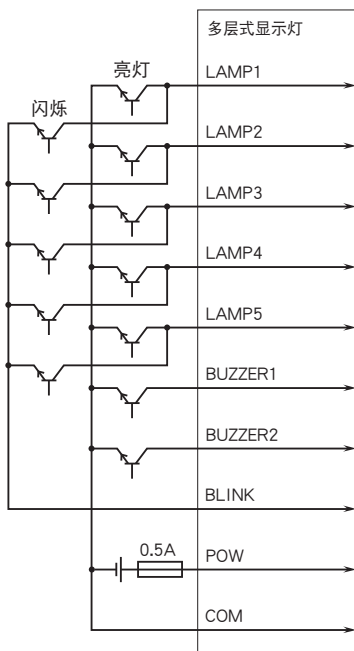 多层式显示灯
亮灯
LAMP1
闪烁
LAMP2
LAMP3
LAMP4
LAMP5
BUZZER1
BUZZER2
BLINK
0.5A
POW
COM